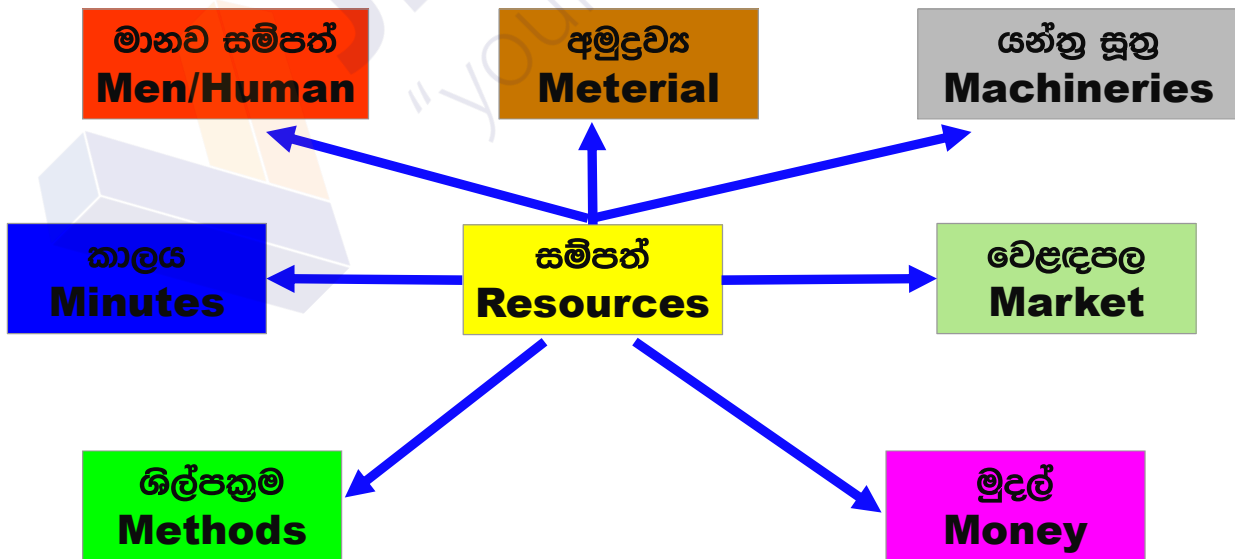 මානව සම්පත්
Men/Human
අමුද්‍රව්‍ය
Meterial
යන්ත්‍ර සූත්‍ර
Machineries
කාලය
Minutes
සම්පත්
Resources
වෙළඳපල
Market
ශිල්පක්‍රම
Methods
මුදල්
Money
"your